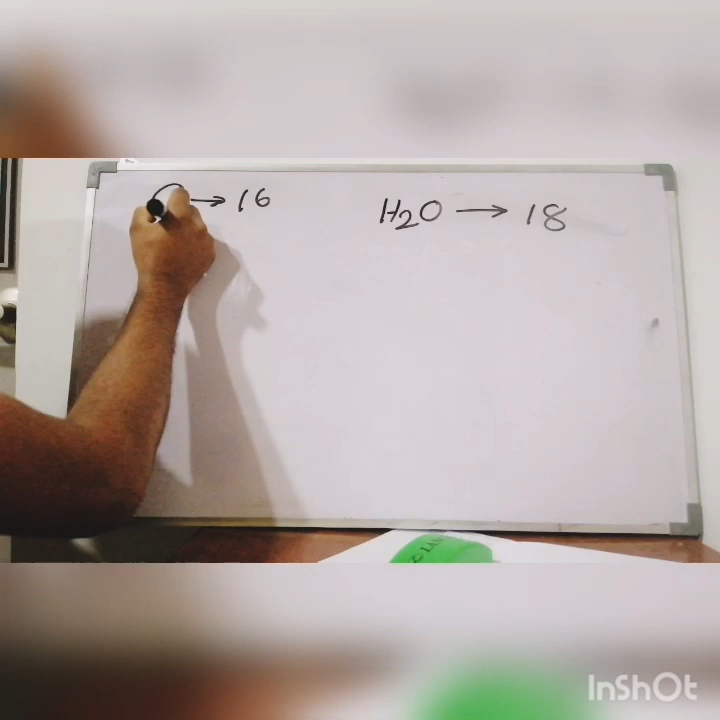 → 16 H₂O → 18
InShOt